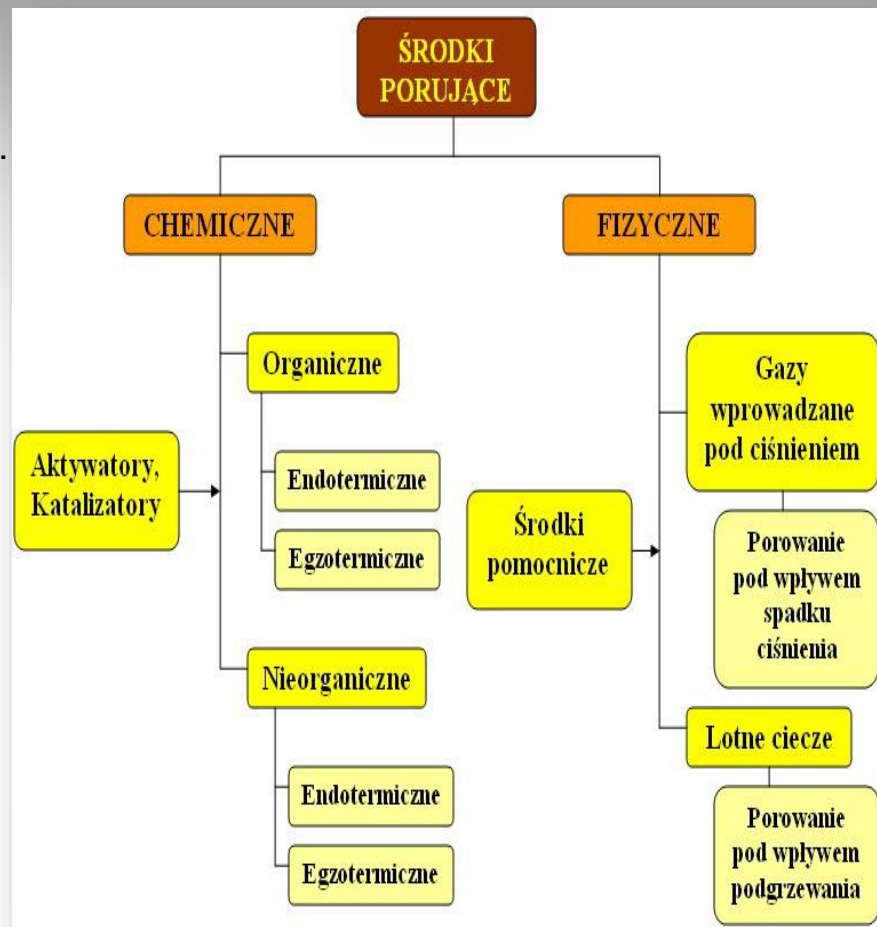 ŚRODKI
PORUJĄCE
CHEMICZNE
FIZYCZNE
Organiczne
Gazy
wprowadzane
pod ciśnieniem
Aktywatory,
Katalizatory
Endotermiczne
Egzotermiczne
Środki
pomocnicze
Porowanie
pod wpływem
spadku
ciśnienia
Nieorganiczne
Lotne ciecze
Endotermiczne
Egzotermiczne
Porowanie
pod wpływem
podgrzewania
.